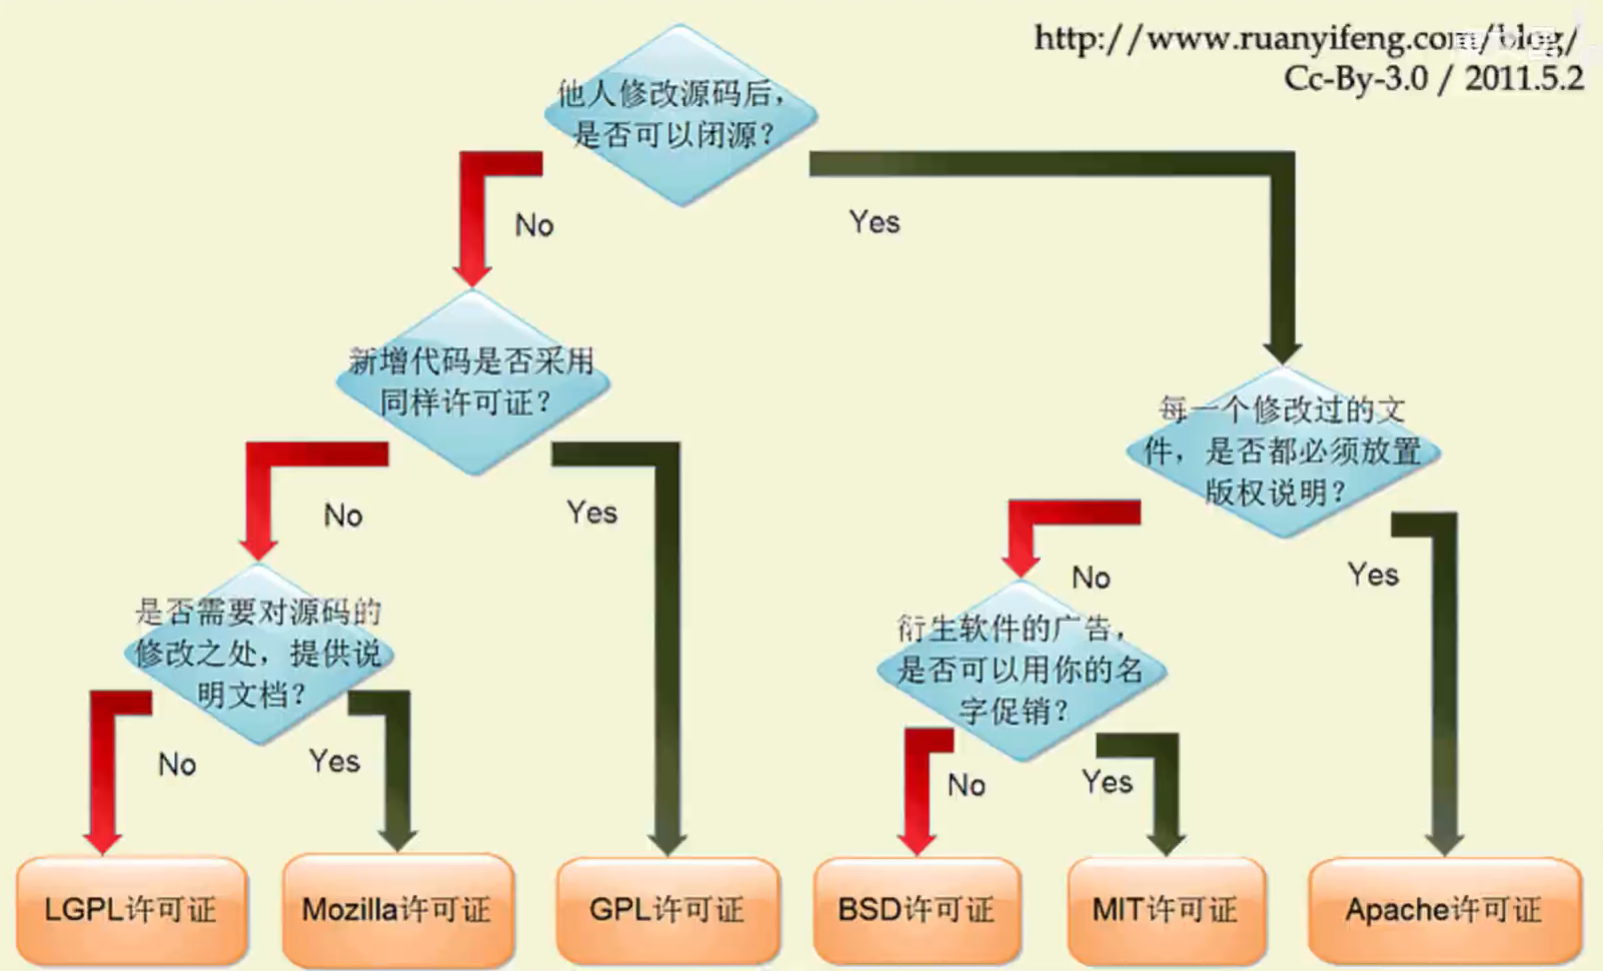 http://www.ruanyifeng.com/blog/
Cc-By-3.0 / 2011.5.2
他人修改源码后，
是否可以闭源？
No
Yes
新增代码是否采用
同样许可证？
每一个修改过的文
件，是否都必须放置
版权说明？
No
Yes
No
Yes
是否需要对源码的
修改之处，提供说
明文档？
衍生软件的广告，
是否可以用你的名
字促销？
No
Yes
No
Yes
LGPL许可证
Mozilla许可证
GPL许可证
BSD许可证
MIT许可证
Apache许可证